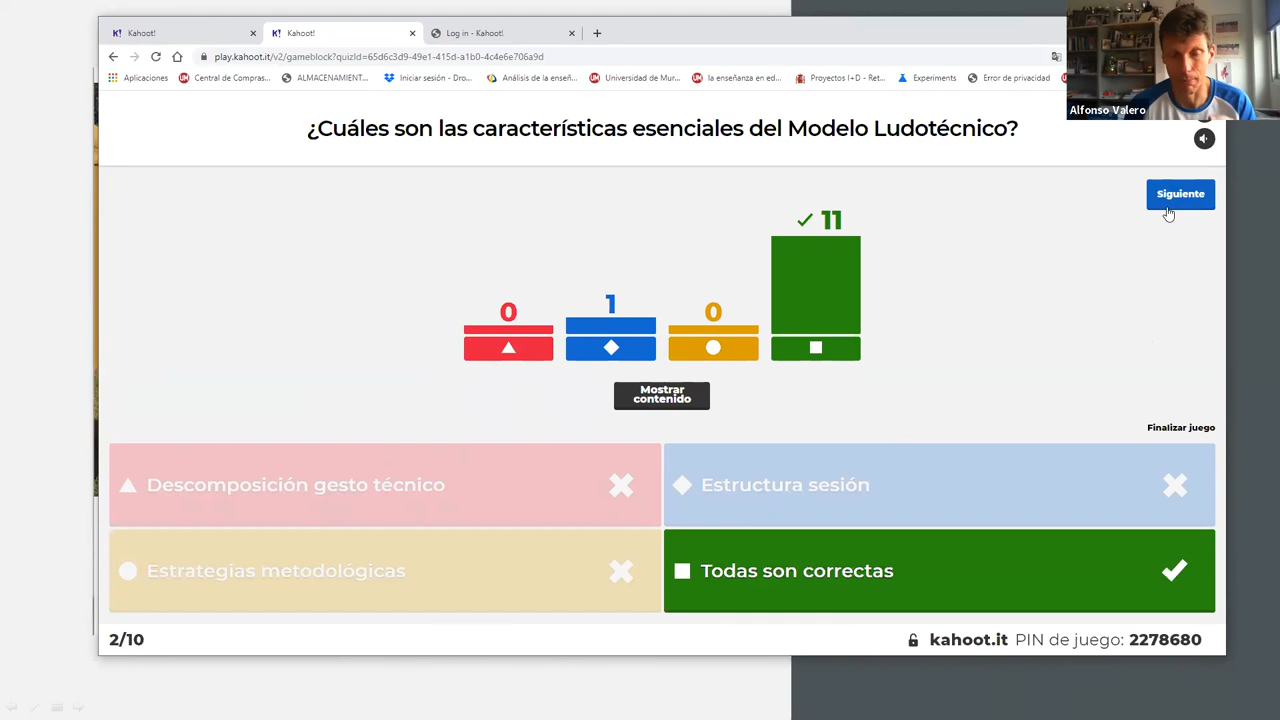 Kahoot!
Kahoot!
Log in - Kahoot!
play.kahoot.it/v2/gameblock?quizId=65d6c3d9-49e1-415d-a1b0-4c4e6e706a9d
Aplicaciones
Central de Compras...
ALMACENAMIENT...
Iniciar sesión - Dro...
Análisis de la enseñ...
Universidad de Mur...
la enseñanza en ed...
Proyectos I+D - Ret...
Experiments
Error de privacidad
Alfonso Valero
¿Cuáles son las características esenciales del Modelo Ludotécnico?
Siguiente
0
1
0
11
Mostrar
contenido
Finalizar juego
Descomposición gesto técnico
Estructura sesión
Estrategias metodológicas
Todas son correctas
2/10
kahoot.it PIN de juego: 2278680